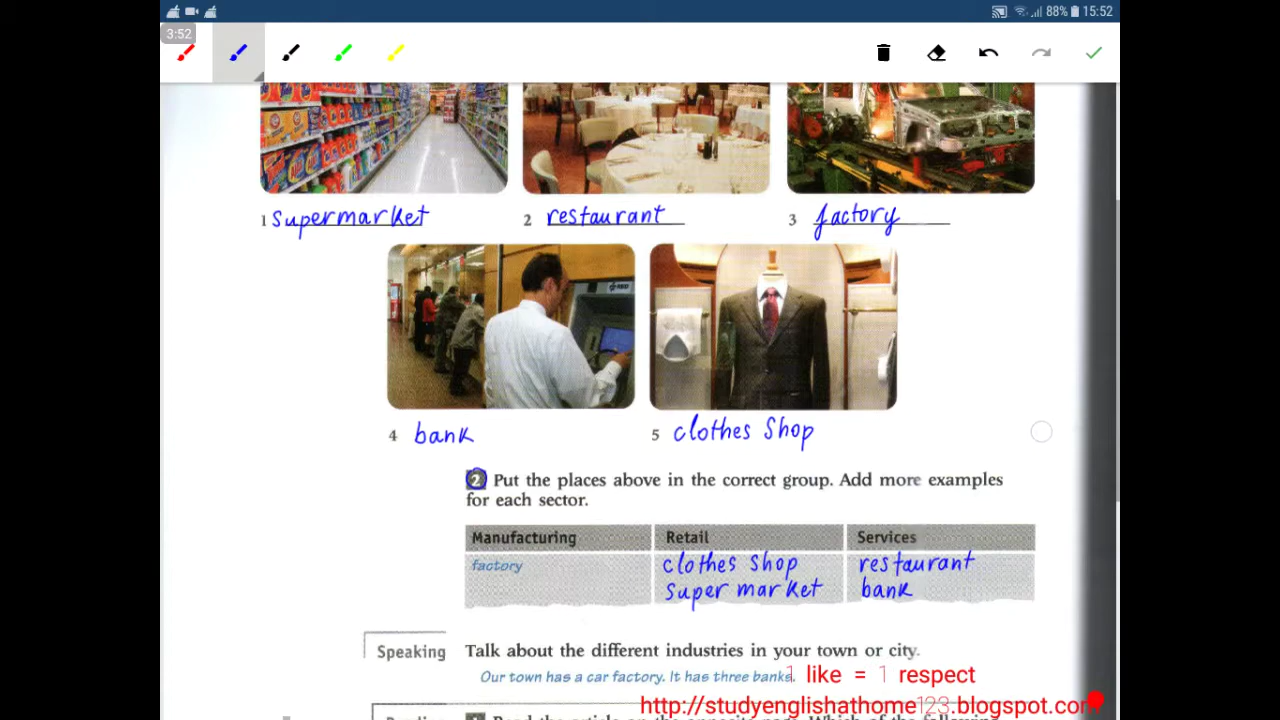 88% 15:52
3:52
1 Supermarket
2 restaurant
3 factory
4 bank
5 clothes Shop
2 Put the places above in the correct group. Add more examples
for each sector.
Manufacturing Retail Services
factory clothes Shop restaurant
Super market bank
Speaking Talk about the different industries in your town or city.
Our town has a car factory. It has three banks.
1 like = 1 respect
http://studyenglishathome123.blogspot.com